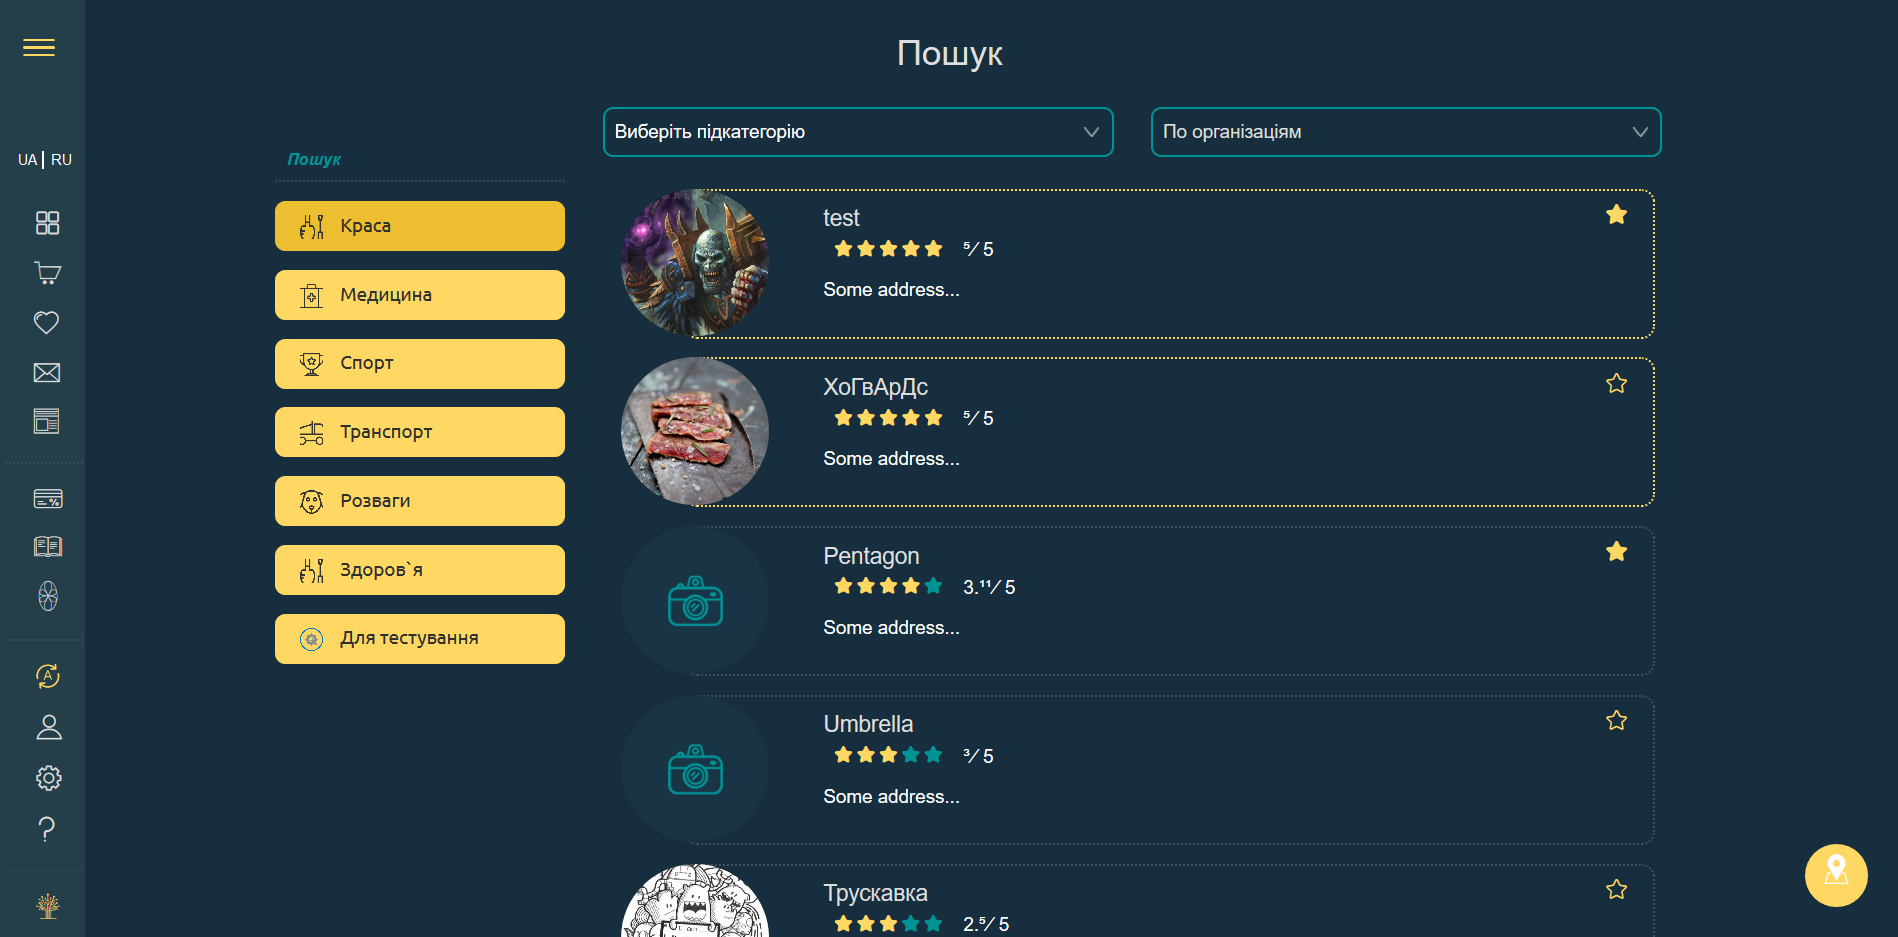 Пошук
UA | RU
Виберіть підкатегорію
По організаціям
Пошук
Краса
Медицина
Спорт
Транспорт
Розваги
Здоров`я
Для тестування
test
⁵⁄ 5
Some address...
ХоГвАрДс
⁵⁄ 5
Some address...
Pentagon
3.¹¹⁄ 5
Some address...
Umbrella
³⁄ 5
Some address...
Трускавка
2.⁵⁄ 5